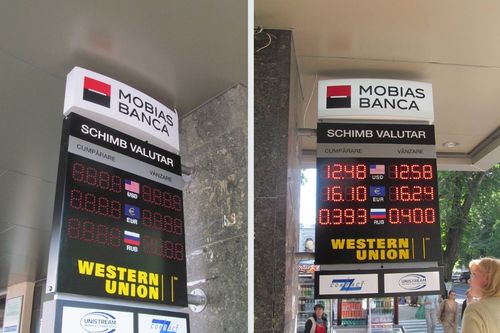 MOBIAS
BANCA
SCHIMB VALUTAR
CUMPĂRARE VÂNZARE
USD
EUR
RUB
WESTERN
UNION
UNISTREAM
MOBIAS
BANCA
SCHIMB VALUTAR
CUMPĂRARE VÂNZARE
12.48 USD 12.58
16.10 EUR 16.24
0.393 RUB 0.400
WESTERN
UNION
UNISTREAM